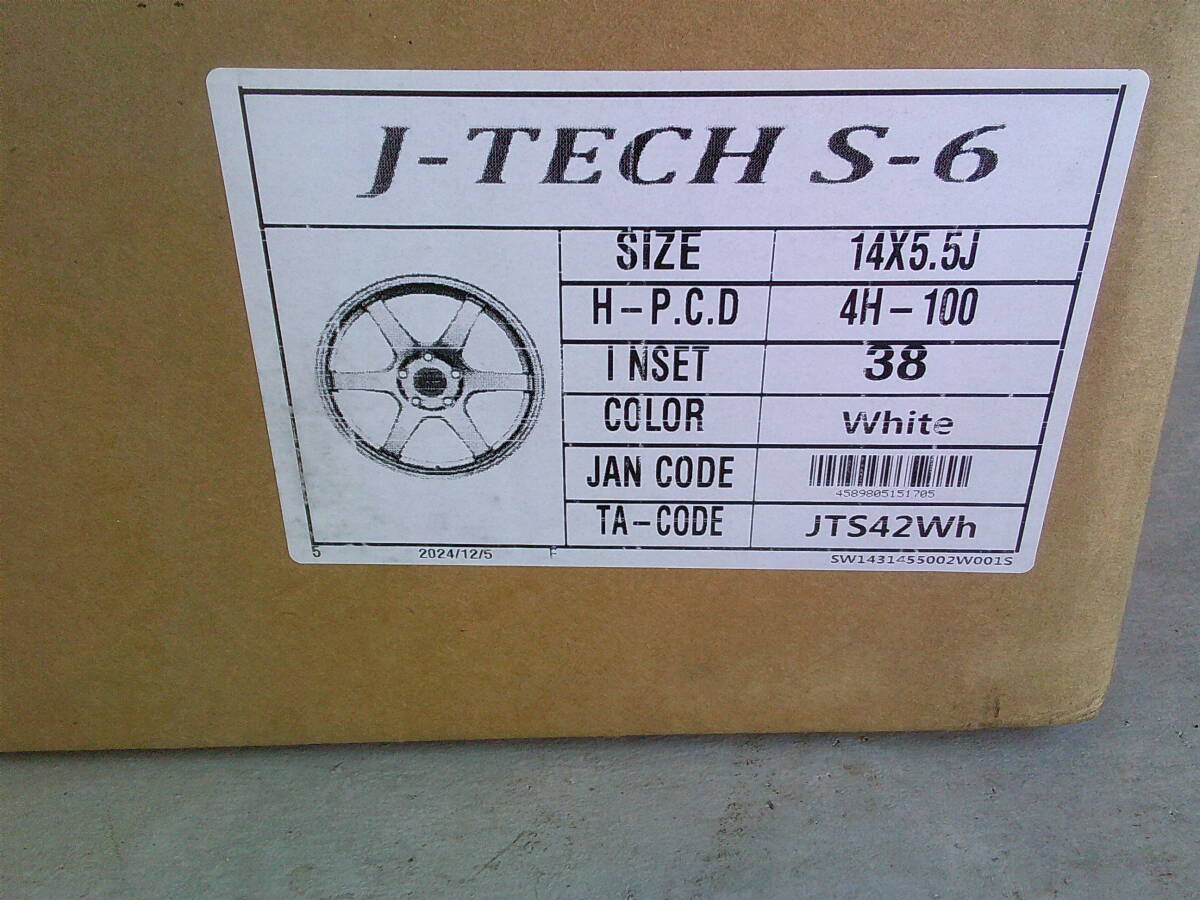 J-TECH S-6
SIZE 14X5.5J
H-P.C.D 4H-100
INSET 38
COLOR White
JAN CODE 4589805151705
TA-CODE JTS42Wh
5 2024/12/5 F SW1431455002W001S